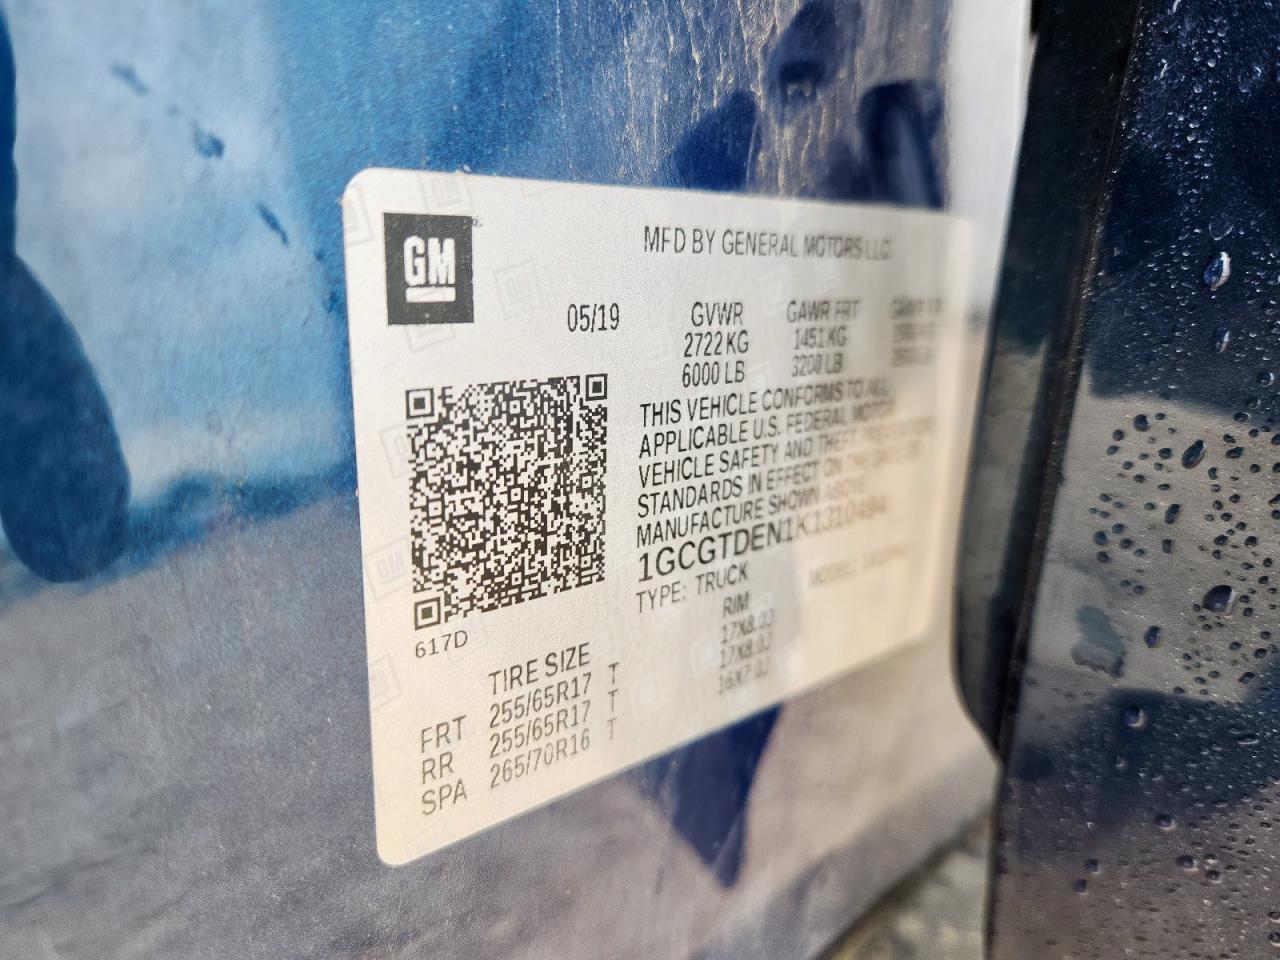 GM
MFD BY GENERAL MOTORS LLC
05/19
GVWR GAWR FRT GAWR
2722 KG 1451 KG
6000 LB 3200 LB
THIS VEHICLE CONFORMS TO ALL
APPLICABLE U.S. FEDERAL MOTOR
VEHICLE SAFETY AND THEFT PREVENTION
STANDARDS IN EFFECT ON THE DATE OF
MANUFACTURE SHOWN ABOVE.
1GCGTDEN1K1310494
TYPE: TRUCK
617D
TIRE SIZE RIM
FRT 255/65R17 T 17X8.0J
RR 255/65R17 T 17X8.0J
SPA 265/70R16 T 16X7.0J